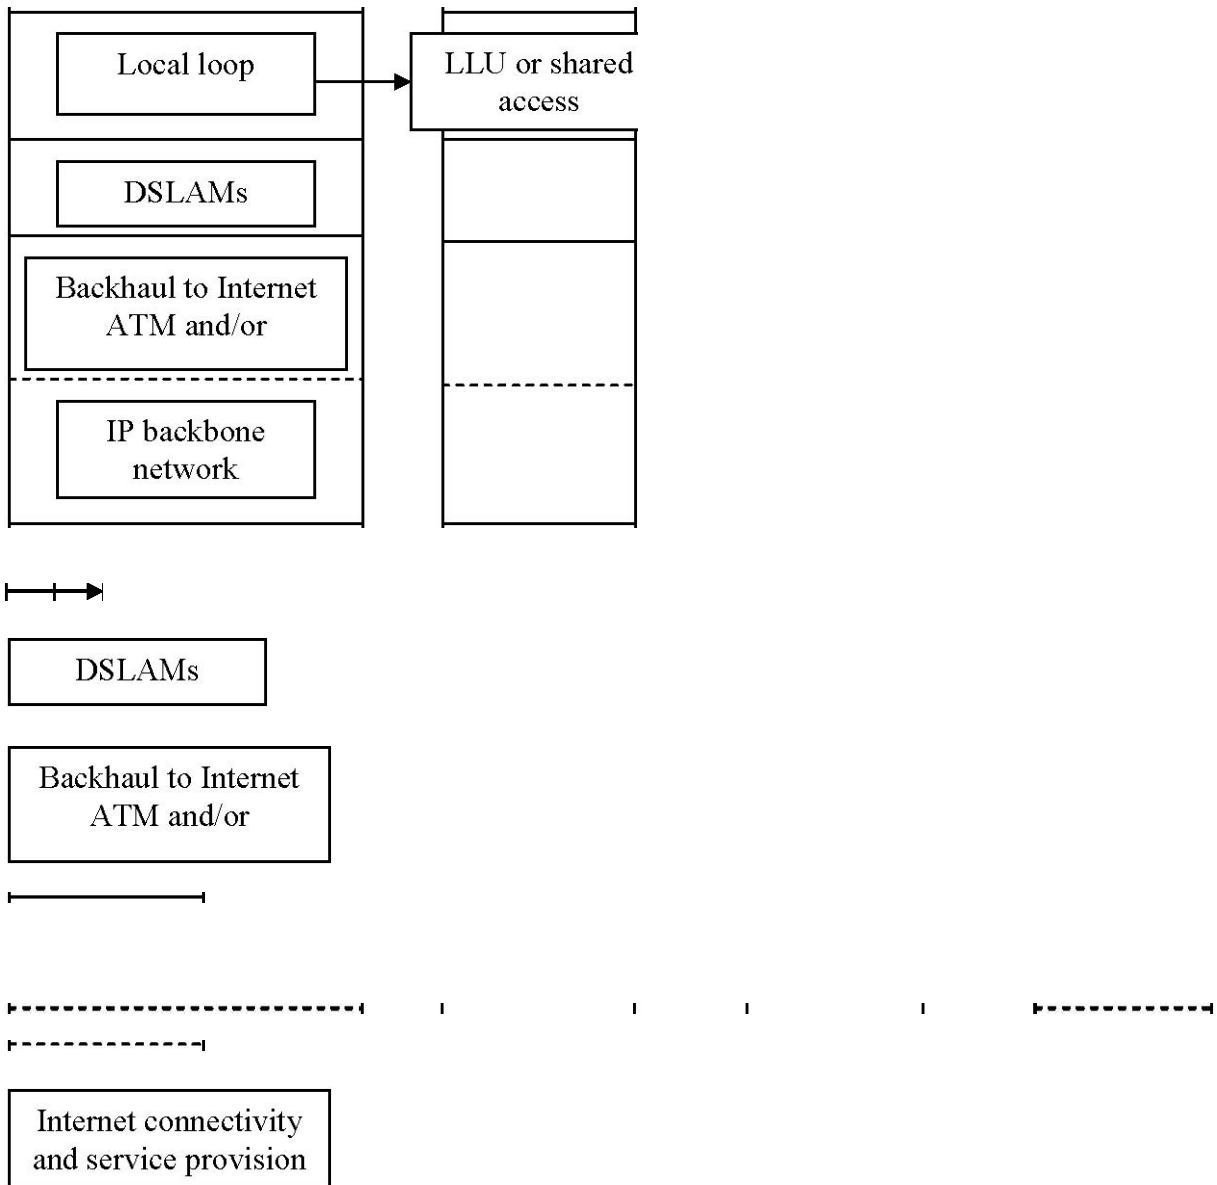 Local loop
LLU or shared
access
DSLAMs
Backhaul to Internet
ATM and/or
IP backbone
network
DSLAMs
Backhaul to Internet
ATM and/or
Internet connectivity
and service provision